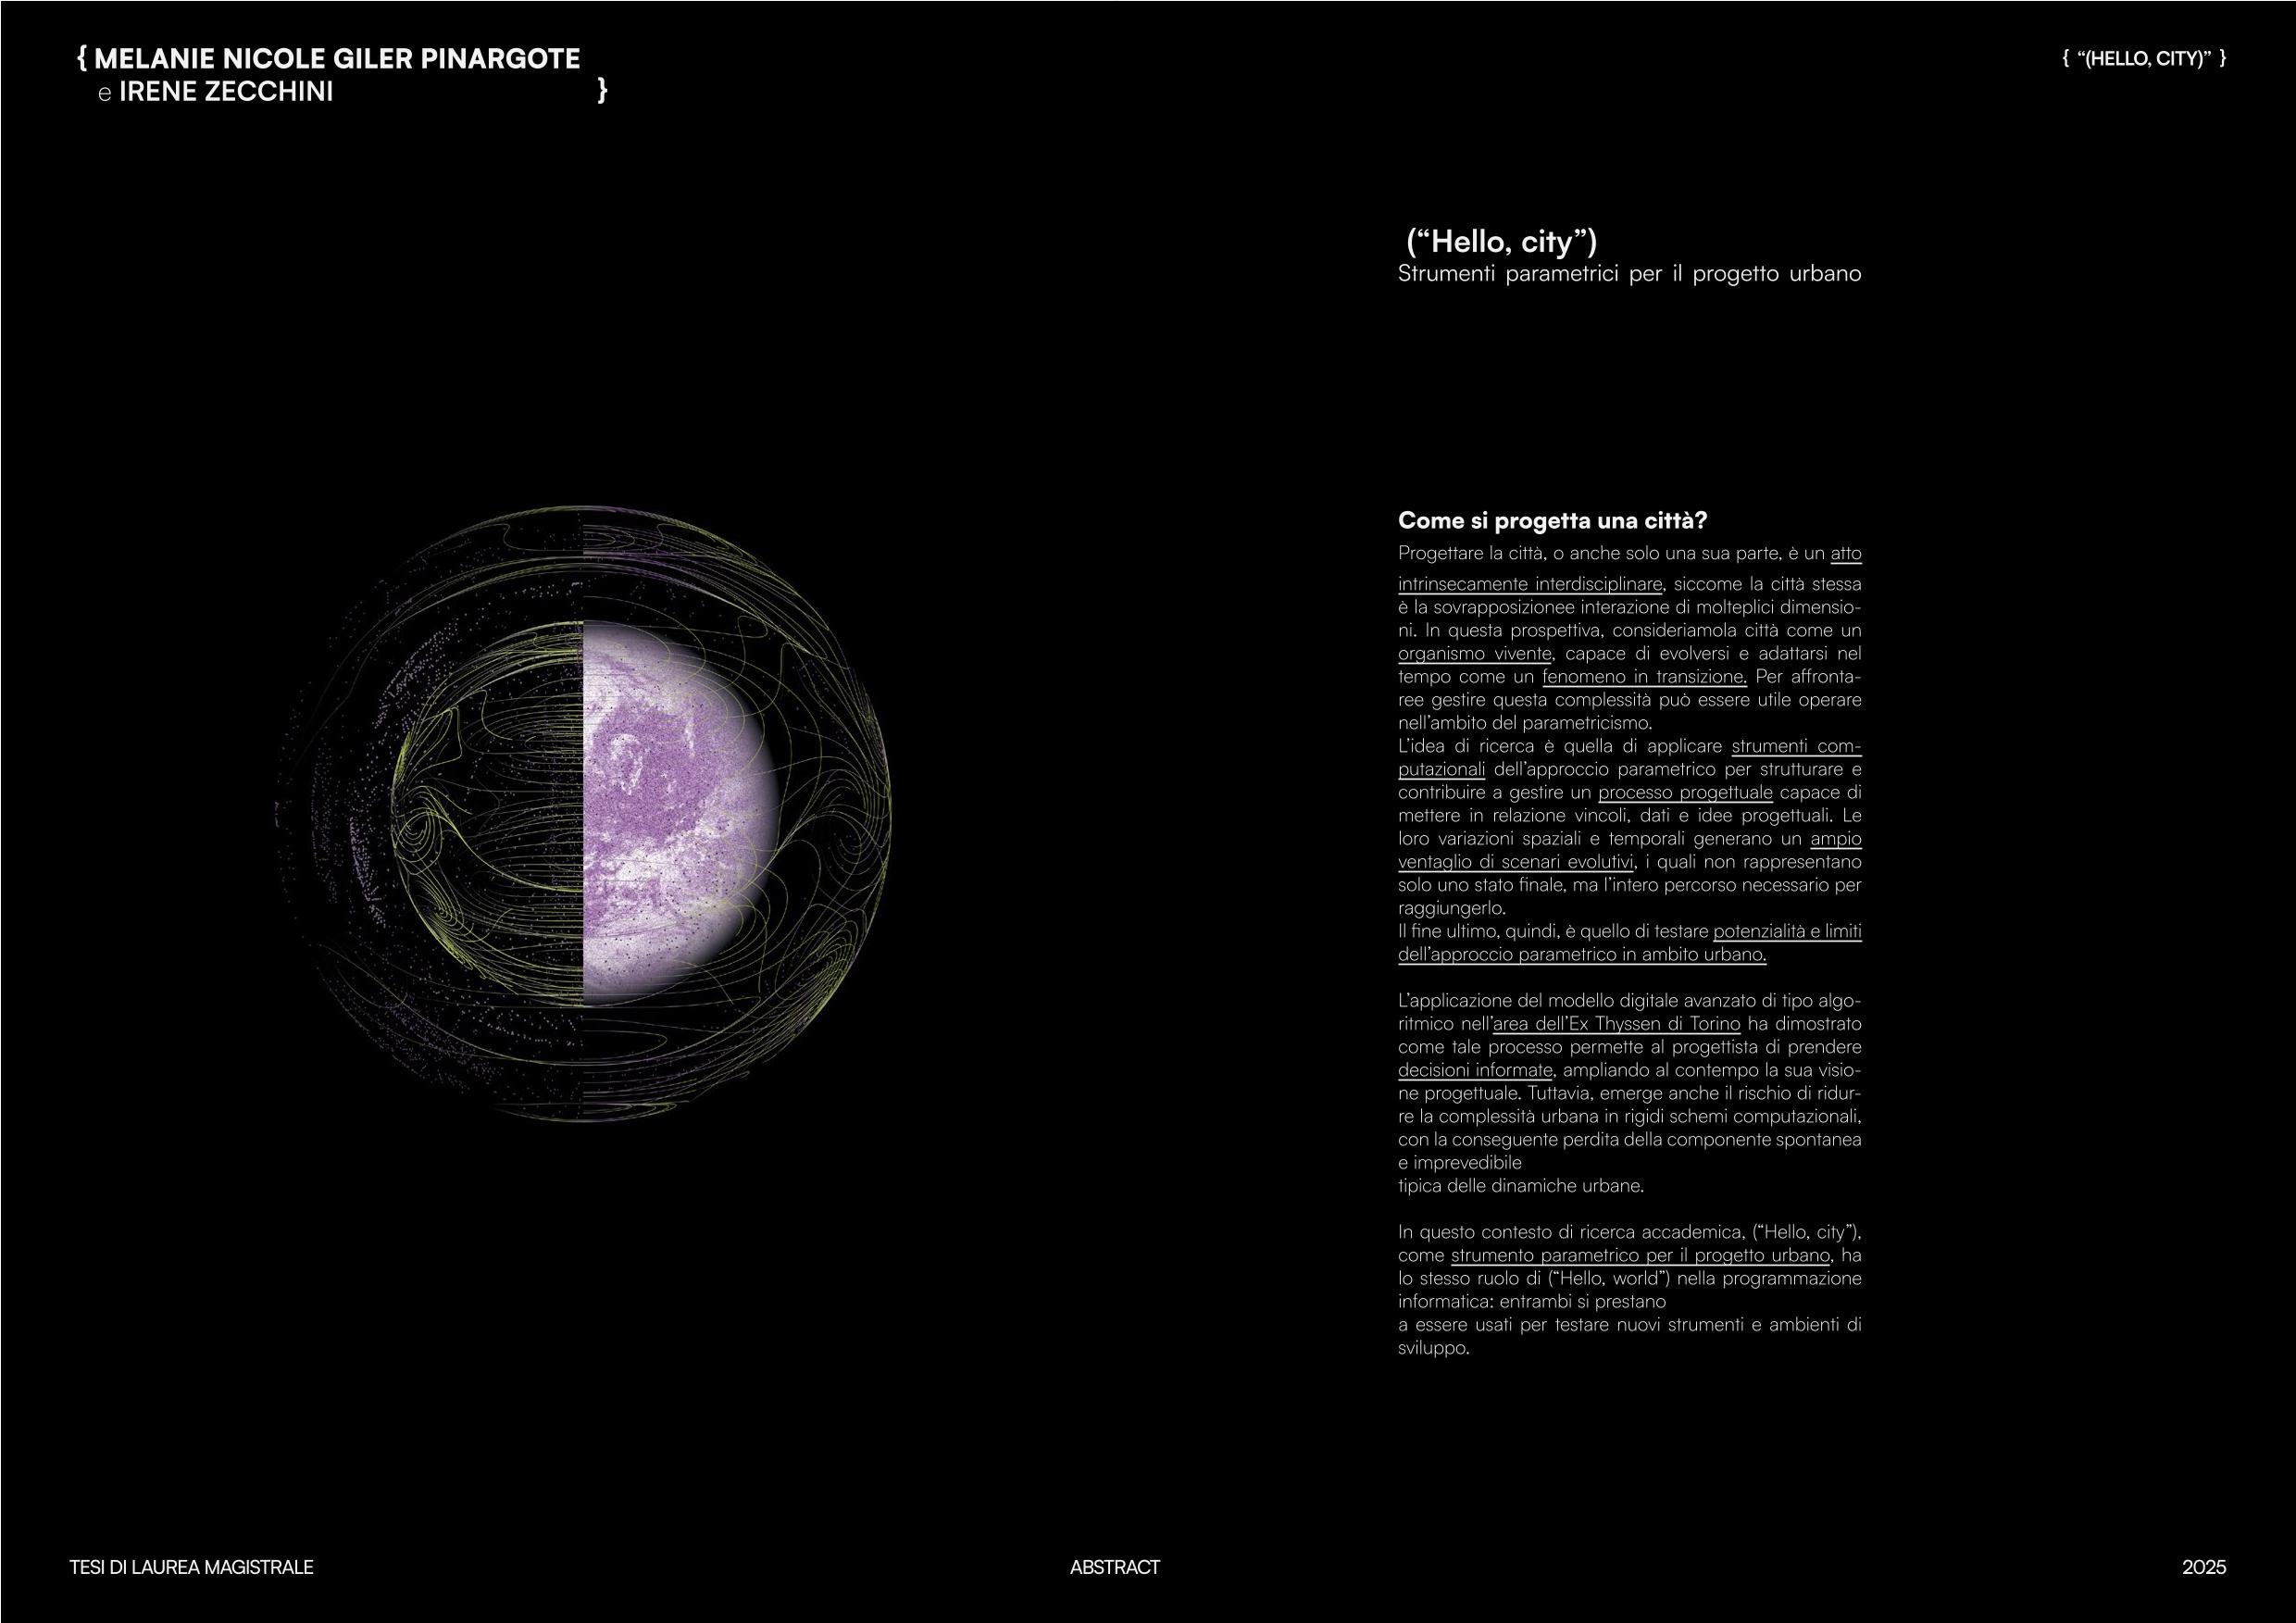 { MELANIE NICOLE GILER PINARGOTE
e IRENE ZECCHINI }
{ “(HELLO, CITY)” }
(“Hello, city”)
Strumenti parametrici per il progetto urbano
Come si progetta una città?
Progettare la città, o anche solo una sua parte, è un atto
intrinsecamente interdisciplinare, siccome la città stessa
è la sovrapposizionee interazione di molteplici dimensio-
ni. In questa prospettiva, consideriamola città come un
organismo vivente, capace di evolversi e adattarsi nel
tempo come un fenomeno in transizione. Per affronta-
ree gestire questa complessità può essere utile operare
nell’ambito del parametricismo.
L’idea di ricerca è quella di applicare strumenti com-
putazionali dell’approccio parametrico per strutturare e
contribuire a gestire un processo progettuale capace di
mettere in relazione vincoli, dati e idee progettuali. Le
loro variazioni spaziali e temporali generano un ampio
ventaglio di scenari evolutivi, i quali non rappresentano
solo uno stato finale, ma l’intero percorso necessario per
raggiungerlo.
Il fine ultimo, quindi, è quello di testare potenzialità e limiti
dell’approccio parametrico in ambito urbano.
L’applicazione del modello digitale avanzato di tipo algo-
ritmico nell’area dell’Ex Thyssen di Torino ha dimostrato
come tale processo permette al progettista di prendere
decisioni informate, ampliando al contempo la sua visio-
ne progettuale. Tuttavia, emerge anche il rischio di ridur-
re la complessità urbana in rigidi schemi computazionali,
con la conseguente perdita della componente spontanea
e imprevedibile
tipica delle dinamiche urbane.
In questo contesto di ricerca accademica, (“Hello, city”),
come strumento parametrico per il progetto urbano, ha
lo stesso ruolo di (“Hello, world”) nella programmazione
informatica: entrambi si prestano
a essere usati per testare nuovi strumenti e ambienti di
sviluppo.
TESI DI LAUREA MAGISTRALE
ABSTRACT
2025